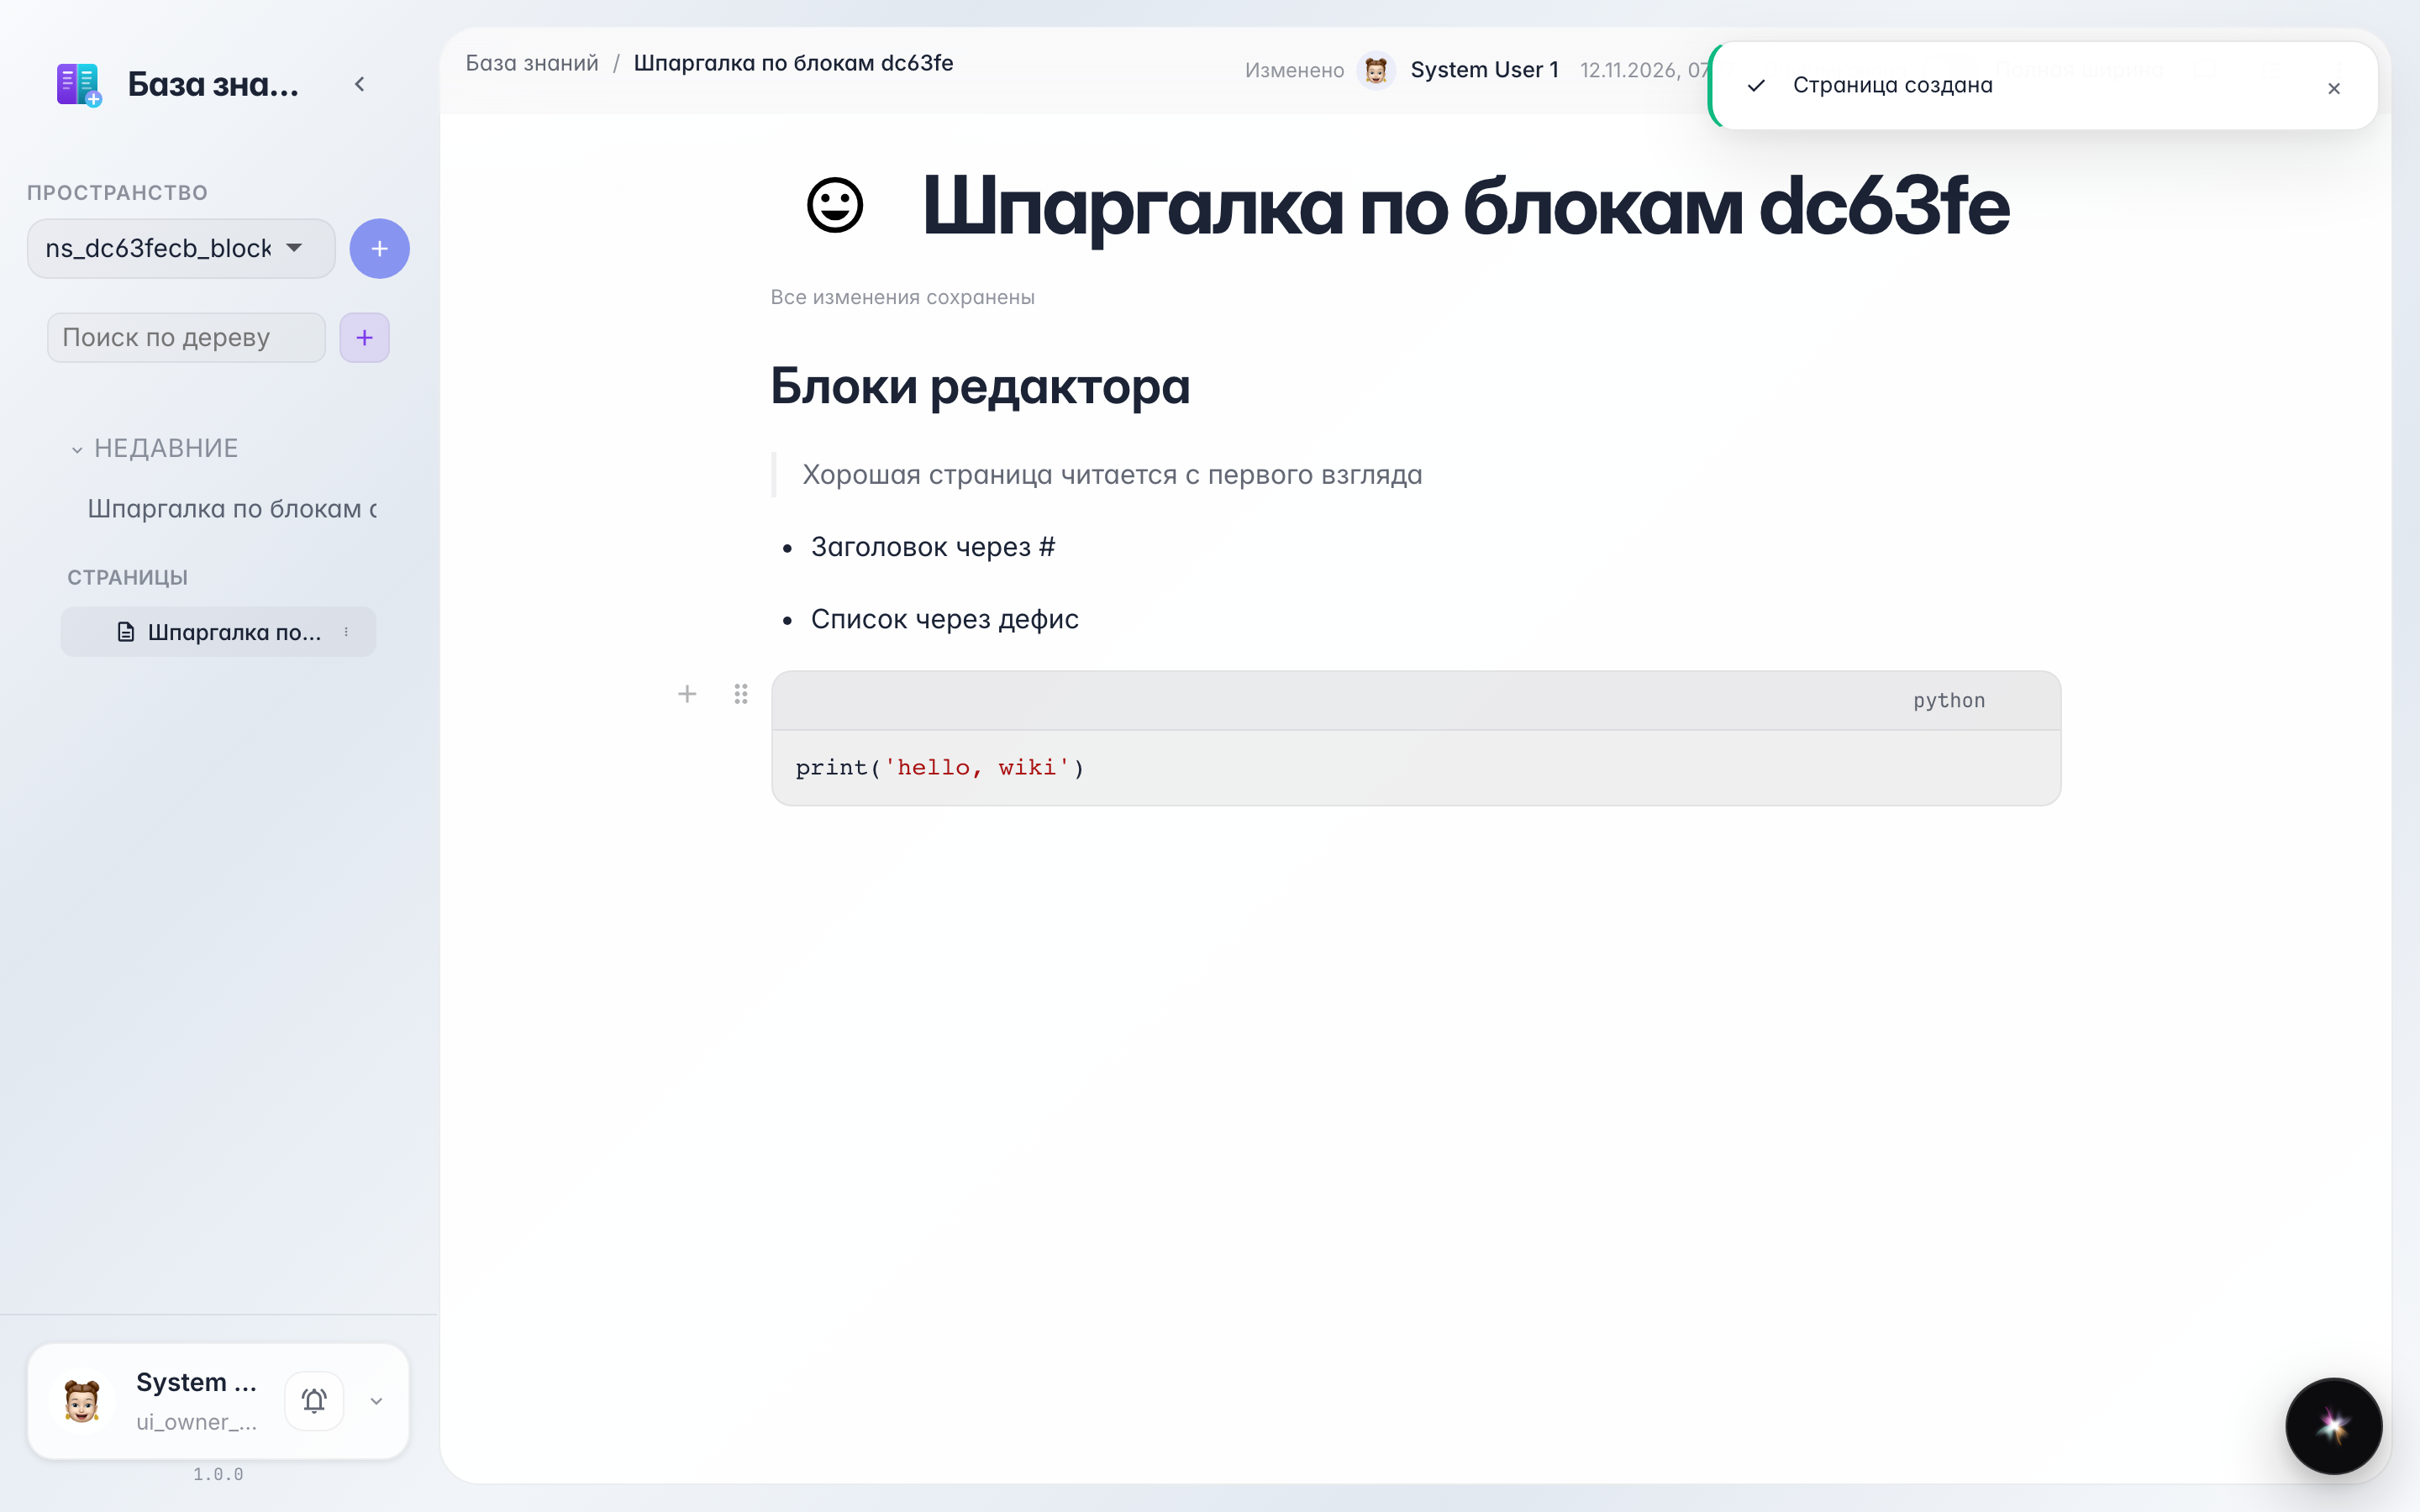 База зна...
ПРОСТРАНСТВО
ns_dc63fecb_block
Поиск по дереву
НЕДАВНИЕ
Шпаргалка по блокам
СТРАНИЦЫ
Шпаргалка по...
System ...
ui_owner_...
1.0.0
База знаний / Шпаргалка по блокам dc63fe
Изменено System User 1 12.11.2026, 07
Страница создана
Шпаргалка по блокам dc63fe
Все изменения сохранены
Блоки редактора
Хорошая страница читается с первого взгляда
• Заголовок через #
• Список через дефис
python
print('hello, wiki')